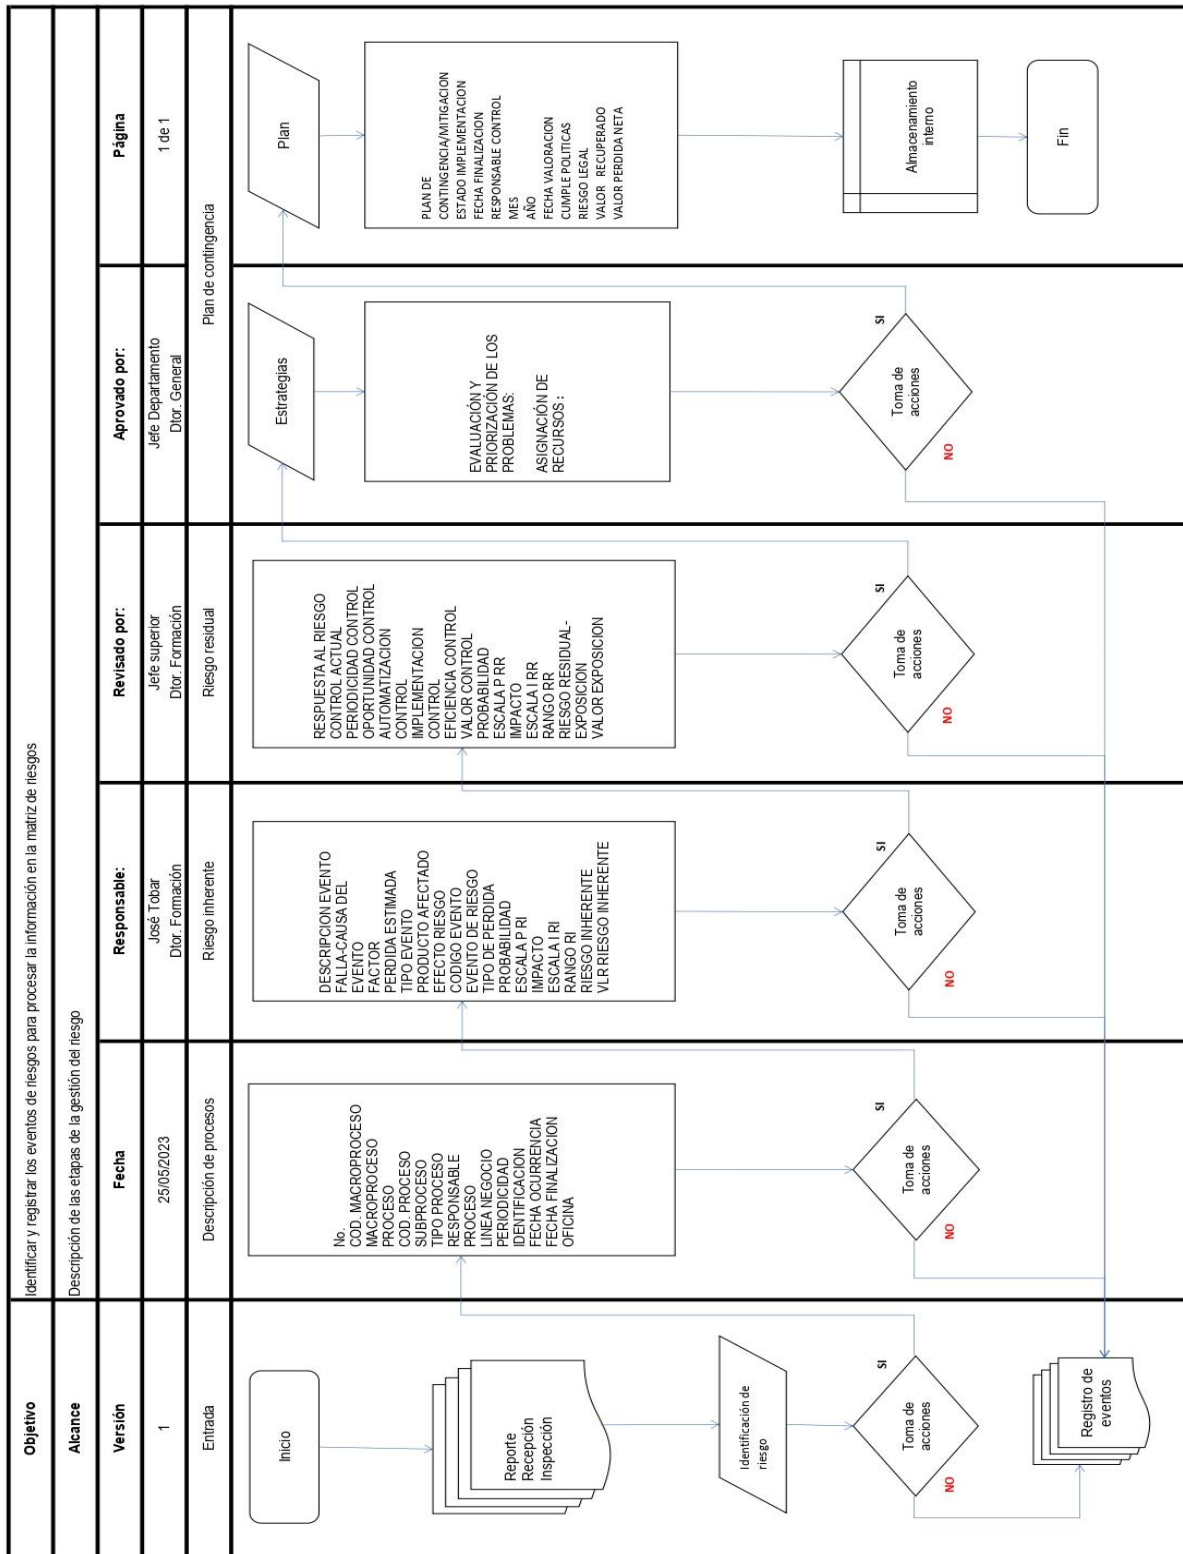 Objetivo
Identificar y registrar los eventos de riesgos para procesar la información en la matriz de riesgos
Alcance
Descripción de las etapas de la gestión del riesgo
Versión
Fecha
Responsable:
Revisado por:
Aprovado por:
Página
1
25/05/2023
José Tobar
Dtor. Formación
Jefe superior
Dtor. Formación
Jefe Departamento
Dtor. General
1 de 1
Entrada
Descripción de procesos
Riesgo inherente
Riesgo residual
Plan de contingencia
Inicio
Reporte
Recepción
Inspección
Identificación de
riesgo
Toma de
acciones
SI
NO
Registro de
eventos
No.
COD. MACROPROCESO
MACROPROCESO
PROCESO
COD. PROCESO
SUBPROCESO
TIPO PROCESO
RESPONSABLE
PROCESO
LINEA NEGOCIO
PERIODICIDAD
IDENTIFICACION
FECHA OCURRENCIA
FECHA FINALIZACION
OFICINA
Toma de
acciones
SI
NO
DESCRIPCION EVENTO
FALLA-CAUSA DEL
EVENTO
FACTOR
PERDIDA ESTIMADA
TIPO EVENTO
PRODUCTO AFECTADO
EFECTO RIESGO
CODIGO EVENTO
EVENTO DE RIESGO
TIPO DE PERDIDA
PROBABILIDAD
ESCALA P RI
IMPACTO
ESCALA I RI
RANGO RI
RIESGO INHERENTE
VLR RIESGO INHERENTE
Toma de
acciones
SI
NO
RESPUESTA AL RIESGO
CONTROL ACTUAL
PERIODICIDAD CONTROL
OPORTUNIDAD CONTROL
AUTOMATIZACION
CONTROL
IMPLEMENTACION
CONTROL
EFICIENCIA CONTROL
VALOR CONTROL
PROBABILIDAD
ESCALA P RR
IMPACTO
ESCALA I RR
RANGO RR
RIESGO RESIDUAL-
EXPOSICION
VALOR EXPOSICION
Toma de
acciones
SI
NO
Estrategias
EVALUACIÓN Y
PRIORIZACIÓN DE LOS
PROBLEMAS:
ASIGNACIÓN DE
RECURSOS :
Toma de
acciones
SI
NO
Plan
PLAN DE
CONTINGENCIA/MITIGACION
ESTADO IMPLEMENTACION
FECHA FINALIZACION
RESPONSABLE CONTROL
MES
AÑO
FECHA VALORACION
CUMPLE POLITICAS
RIESGO LEGAL
VALOR RECUPERADO
VALOR PERDIDA NETA
Almacenamiento
interno
Fin